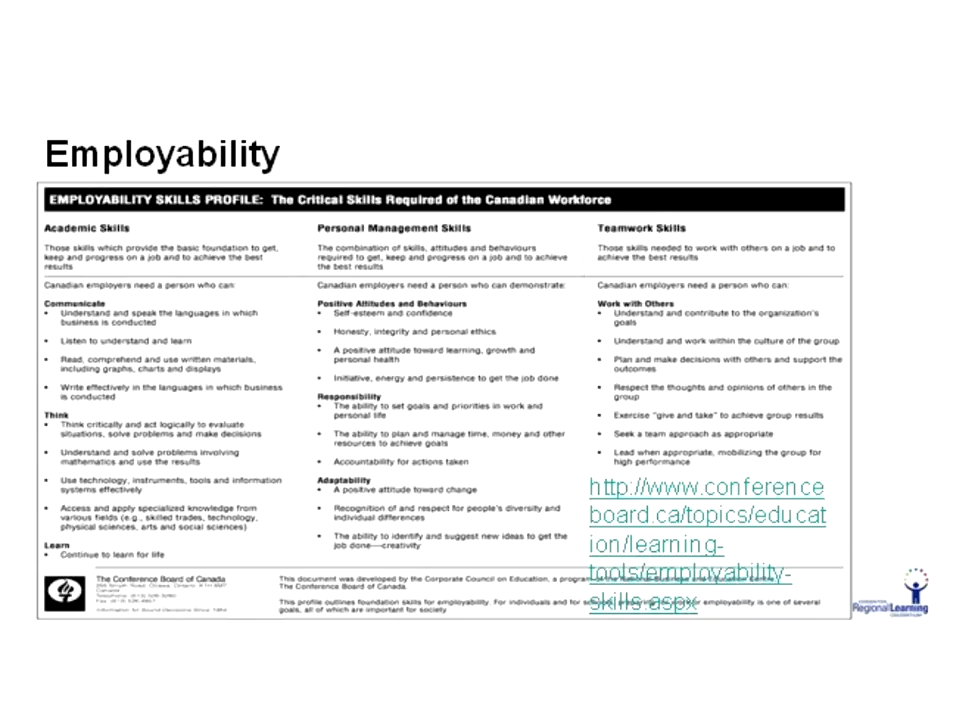 Employability
EMPLOYABILITY SKILLS PROFILE: The Critical Skills Required of the Canadian Workforce
Academic Skills
Those skills which provide the basic foundation to get,
keep and progress on a job and to achieve the best
results
Canadian employers need a person who can:
Communicate
• Understand and speak the languages in which
business is conducted
• Listen to understand and learn
• Read, comprehend and use written materials,
including graphs, charts and displays
• Write effectively in the languages in which business
is conducted
Think
• Think critically and act logically to evaluate
situations, solve problems and make decisions
• Understand and solve problems involving
mathematics and use the results
• Use technology, instruments, tools and information
systems effectively
• Access and apply specialized knowledge from
various fields (e.g., skilled trades, technology,
physical sciences, arts and social sciences)
Learn
• Continue to learn for life
Personal Management Skills
The combination of skills, attitudes and behaviours
required to get, keep and progress on a job and to achieve
the best results
Canadian employers need a person who can demonstrate:
Positive Attitudes and Behaviours
• Self-esteem and confidence
• Honesty, integrity and personal ethics
• A positive attitude toward learning, growth and
personal health
• Initiative, energy and persistence to get the job done
Responsibility
• The ability to set goals and priorities in work and
personal life
• The ability to plan and manage time, money and other
resources to achieve goals
• Accountability for actions taken
Adaptability
• A positive attitude toward change
• Recognition of and respect for people's diversity and
individual differences
• The ability to identify and suggest new ideas to get the
job done—creativity
Teamwork Skills
Those skills needed to work with others on a job and to
achieve the best results
Canadian employers need a person who can:
Work with Others
• Understand and contribute to the organization's
goals
• Understand and work within the culture of the group
• Plan and make decisions with others and support the
outcomes
• Respect the thoughts and opinions of others in the
group
• Exercise "give and take" to achieve group results
• Seek a team approach as appropriate
• Lead when appropriate, mobilizing the group for
high performance
http://www.conference
board.ca/topics/educat
ion/learning-
tools/employability-
skills.aspx
The Conference Board of Canada
Canada
This document was developed by the Corporate Council on Education, a program
The Conference Board of Canada.
This profile outlines foundation skills for employability. For individuals and for employability is one of several
goals, all of which are important for society
Regional Learning
CONSORTIUM